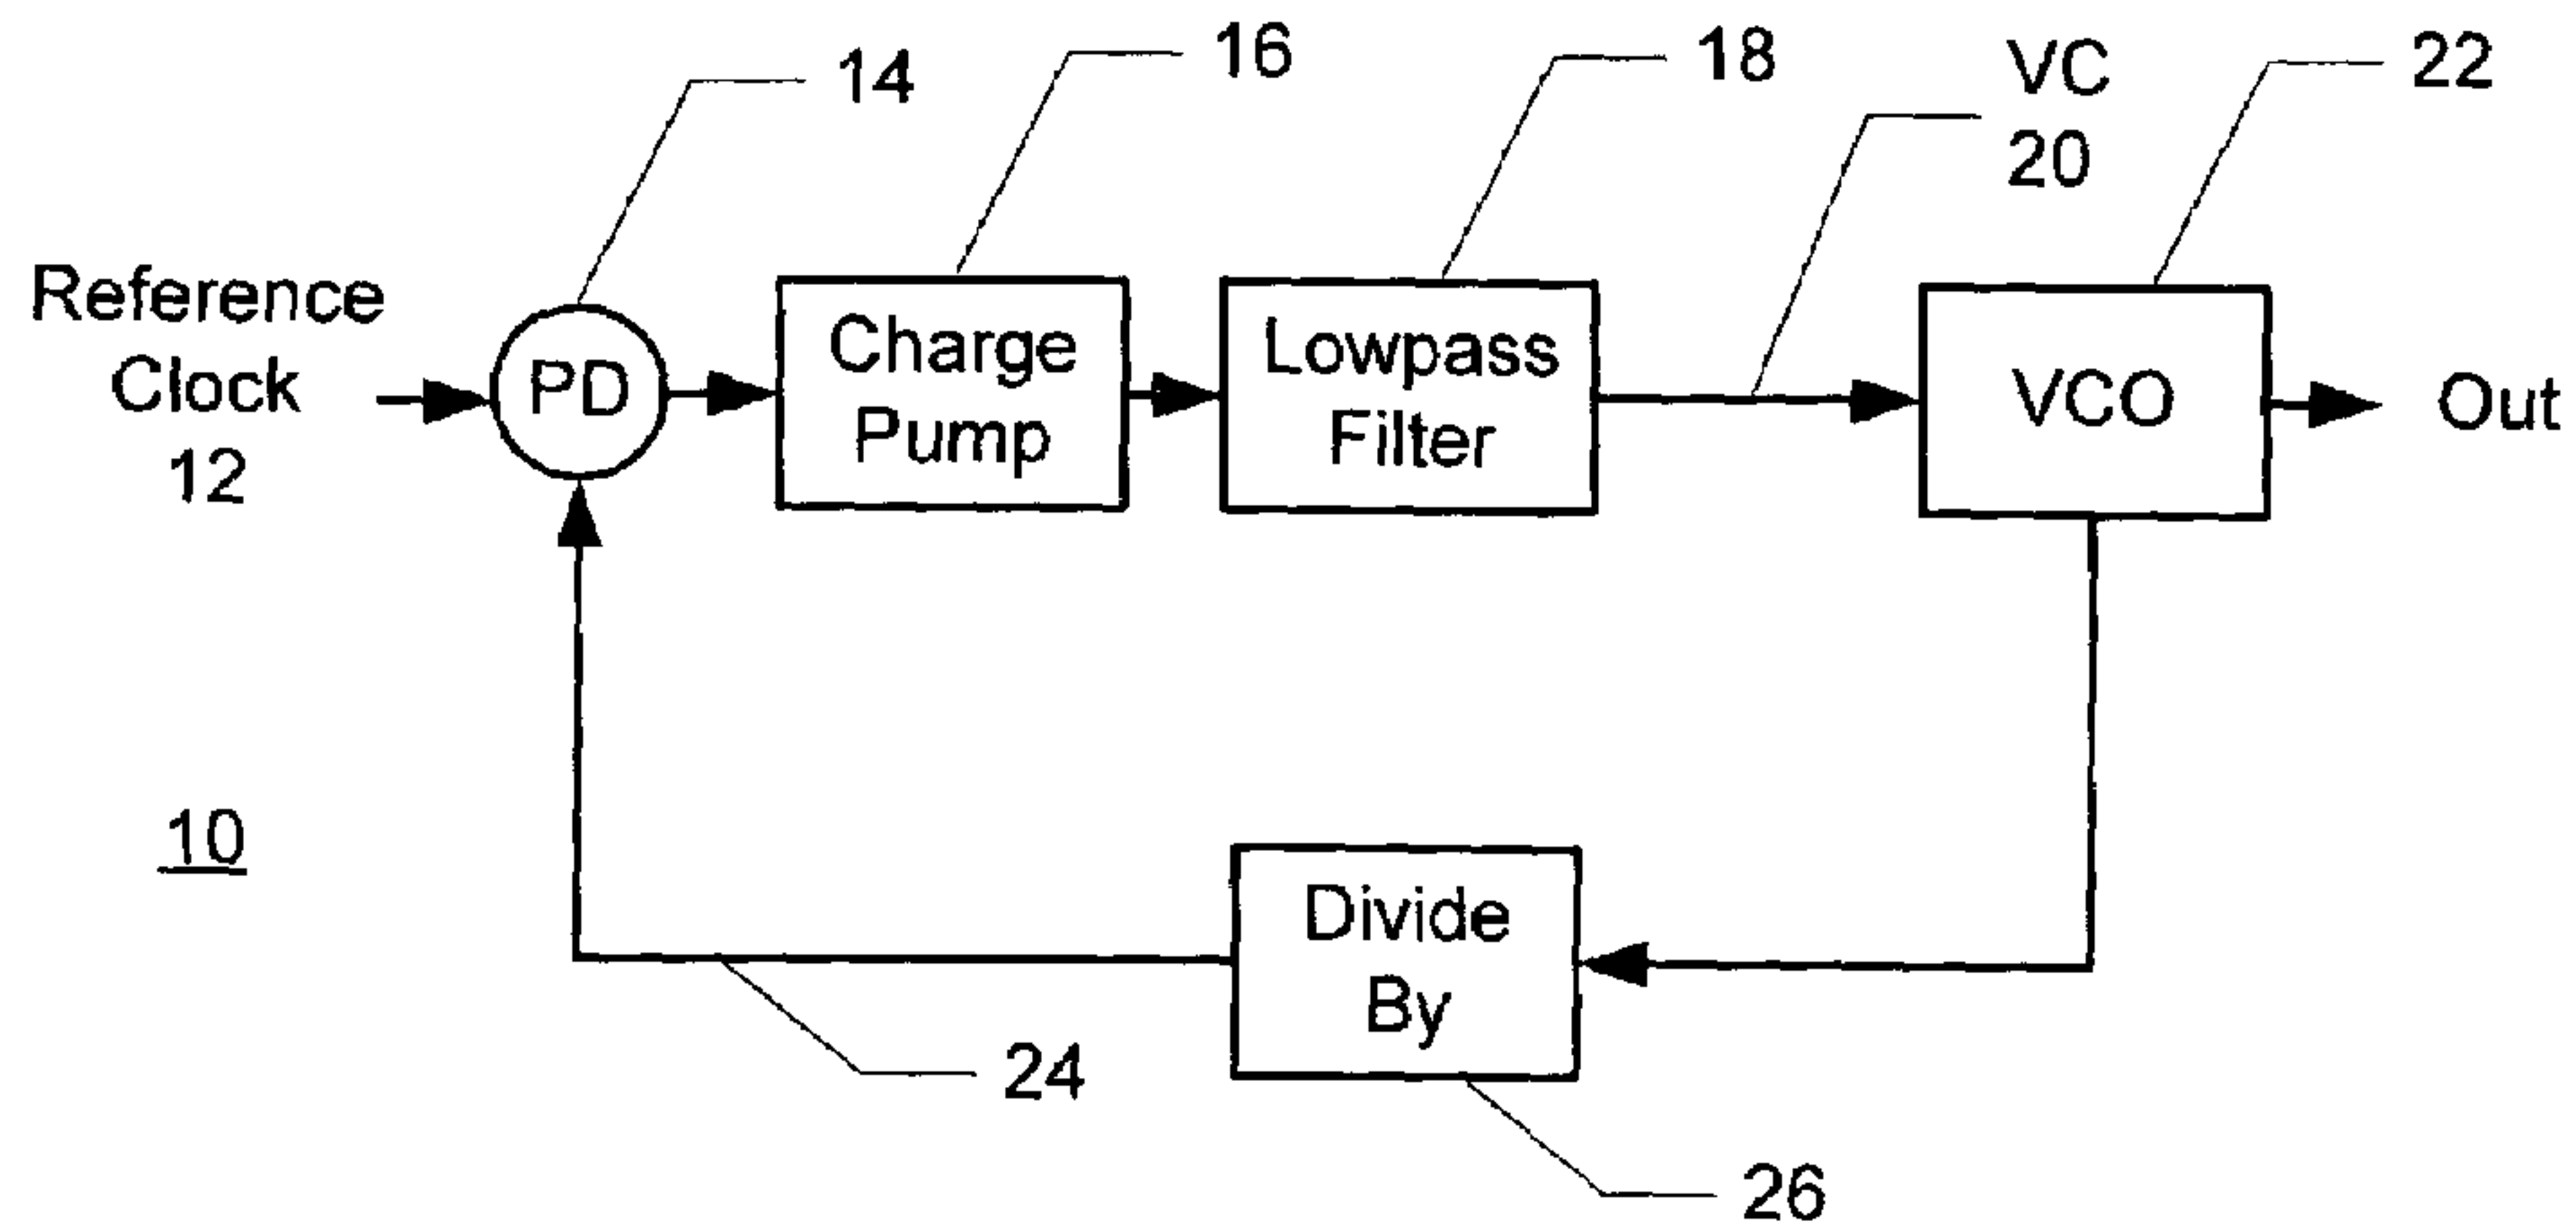 14
16
18
VC
20
22
Reference
Clock
12
PD
Charge
Pump
Lowpass
Filter
VCO
Out
10
Divide
By
24
26